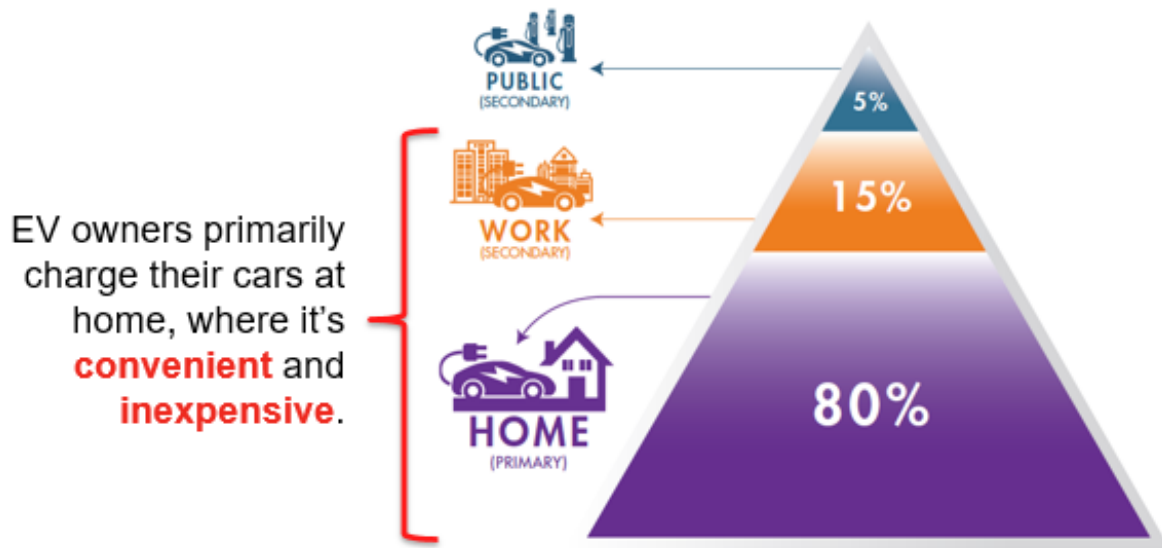 EV owners primarily
charge their cars at
home, where it's
convenient and
inexpensive.
PUBLIC
(SECONDARY)
5%
WORK
(SECONDARY)
15%
HOME
(PRIMARY)
80%